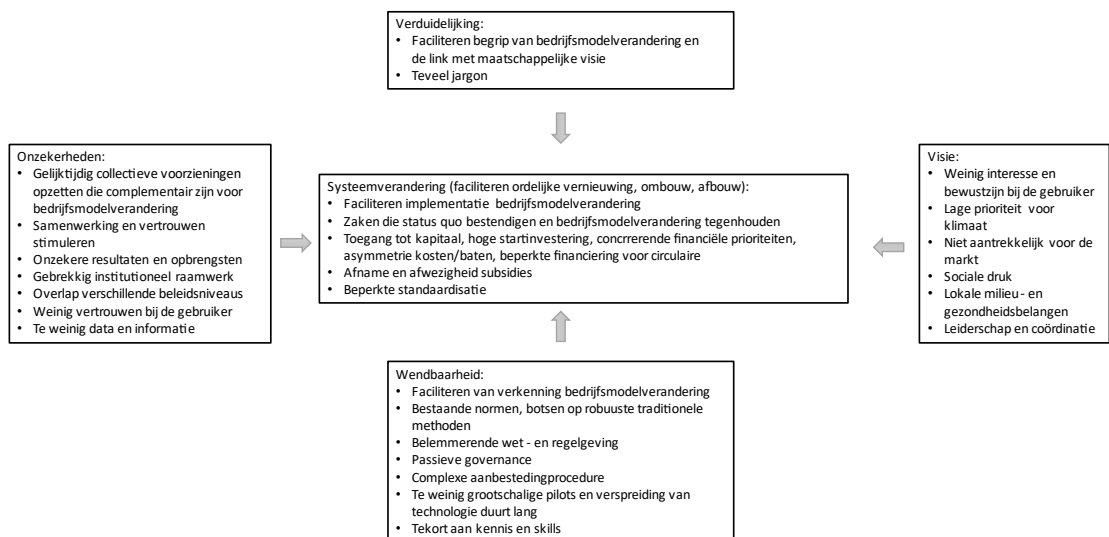 Verduidelijking:
• Faciliteren begrip van bedrijfsmodelverandering en
de link met maatschappelijke visie
• Teveel jargon
Onzekerheden:
• Gelijktijdig collectieve voorzieningen
opzetten die complementair zijn voor
bedrijfsmodelverandering
• Samenwerking en vertrouwen
stimuleren
• Onzekere resultaten en opbrengsten
• Gebrekkig institutioneel raamwerk
• Overlap verschillende beleidsniveaus
• Weinig vertrouwen bij de gebruiker
• Te weinig data en informatie
Systeemverandering (faciliteren ordelijke vernieuwing, ombouw, afbouw):
• Faciliteren implementatie bedrijfsmodelverandering
• Zaken die status quo bestendigen en bedrijfsmodelverandering tegenhouden
• Toegang tot kapitaal, hoge startinvestering, concrrerende financiële prioriteiten,
asymmetrie kosten/baten, beperkte financiering voor circulaire
• Afname en afwezigheid subsidies
• Beperkte standaardisatie
Visie:
• Weinig interesse en
bewustzijn bij de gebruiker
• Lage prioriteit voor
klimaat
• Niet aantrekkelijk voor de
markt
• Sociale druk
• Lokale milieu- en
gezondheidsbelangen
• Leiderschap en coördinatie
Wendbaarheid:
• Faciliteren van verkenning bedrijfsmodelverandering
• Bestaande normen, botsen op robuuste traditionele
methoden
• Belemmerende wet- en regelgeving
• Passieve governance
• Complexe aanbestedingprocedure
• Te weinig grootschalige pilots en verspreiding van
technologie duurt lang
• Tekort aan kennis en skills